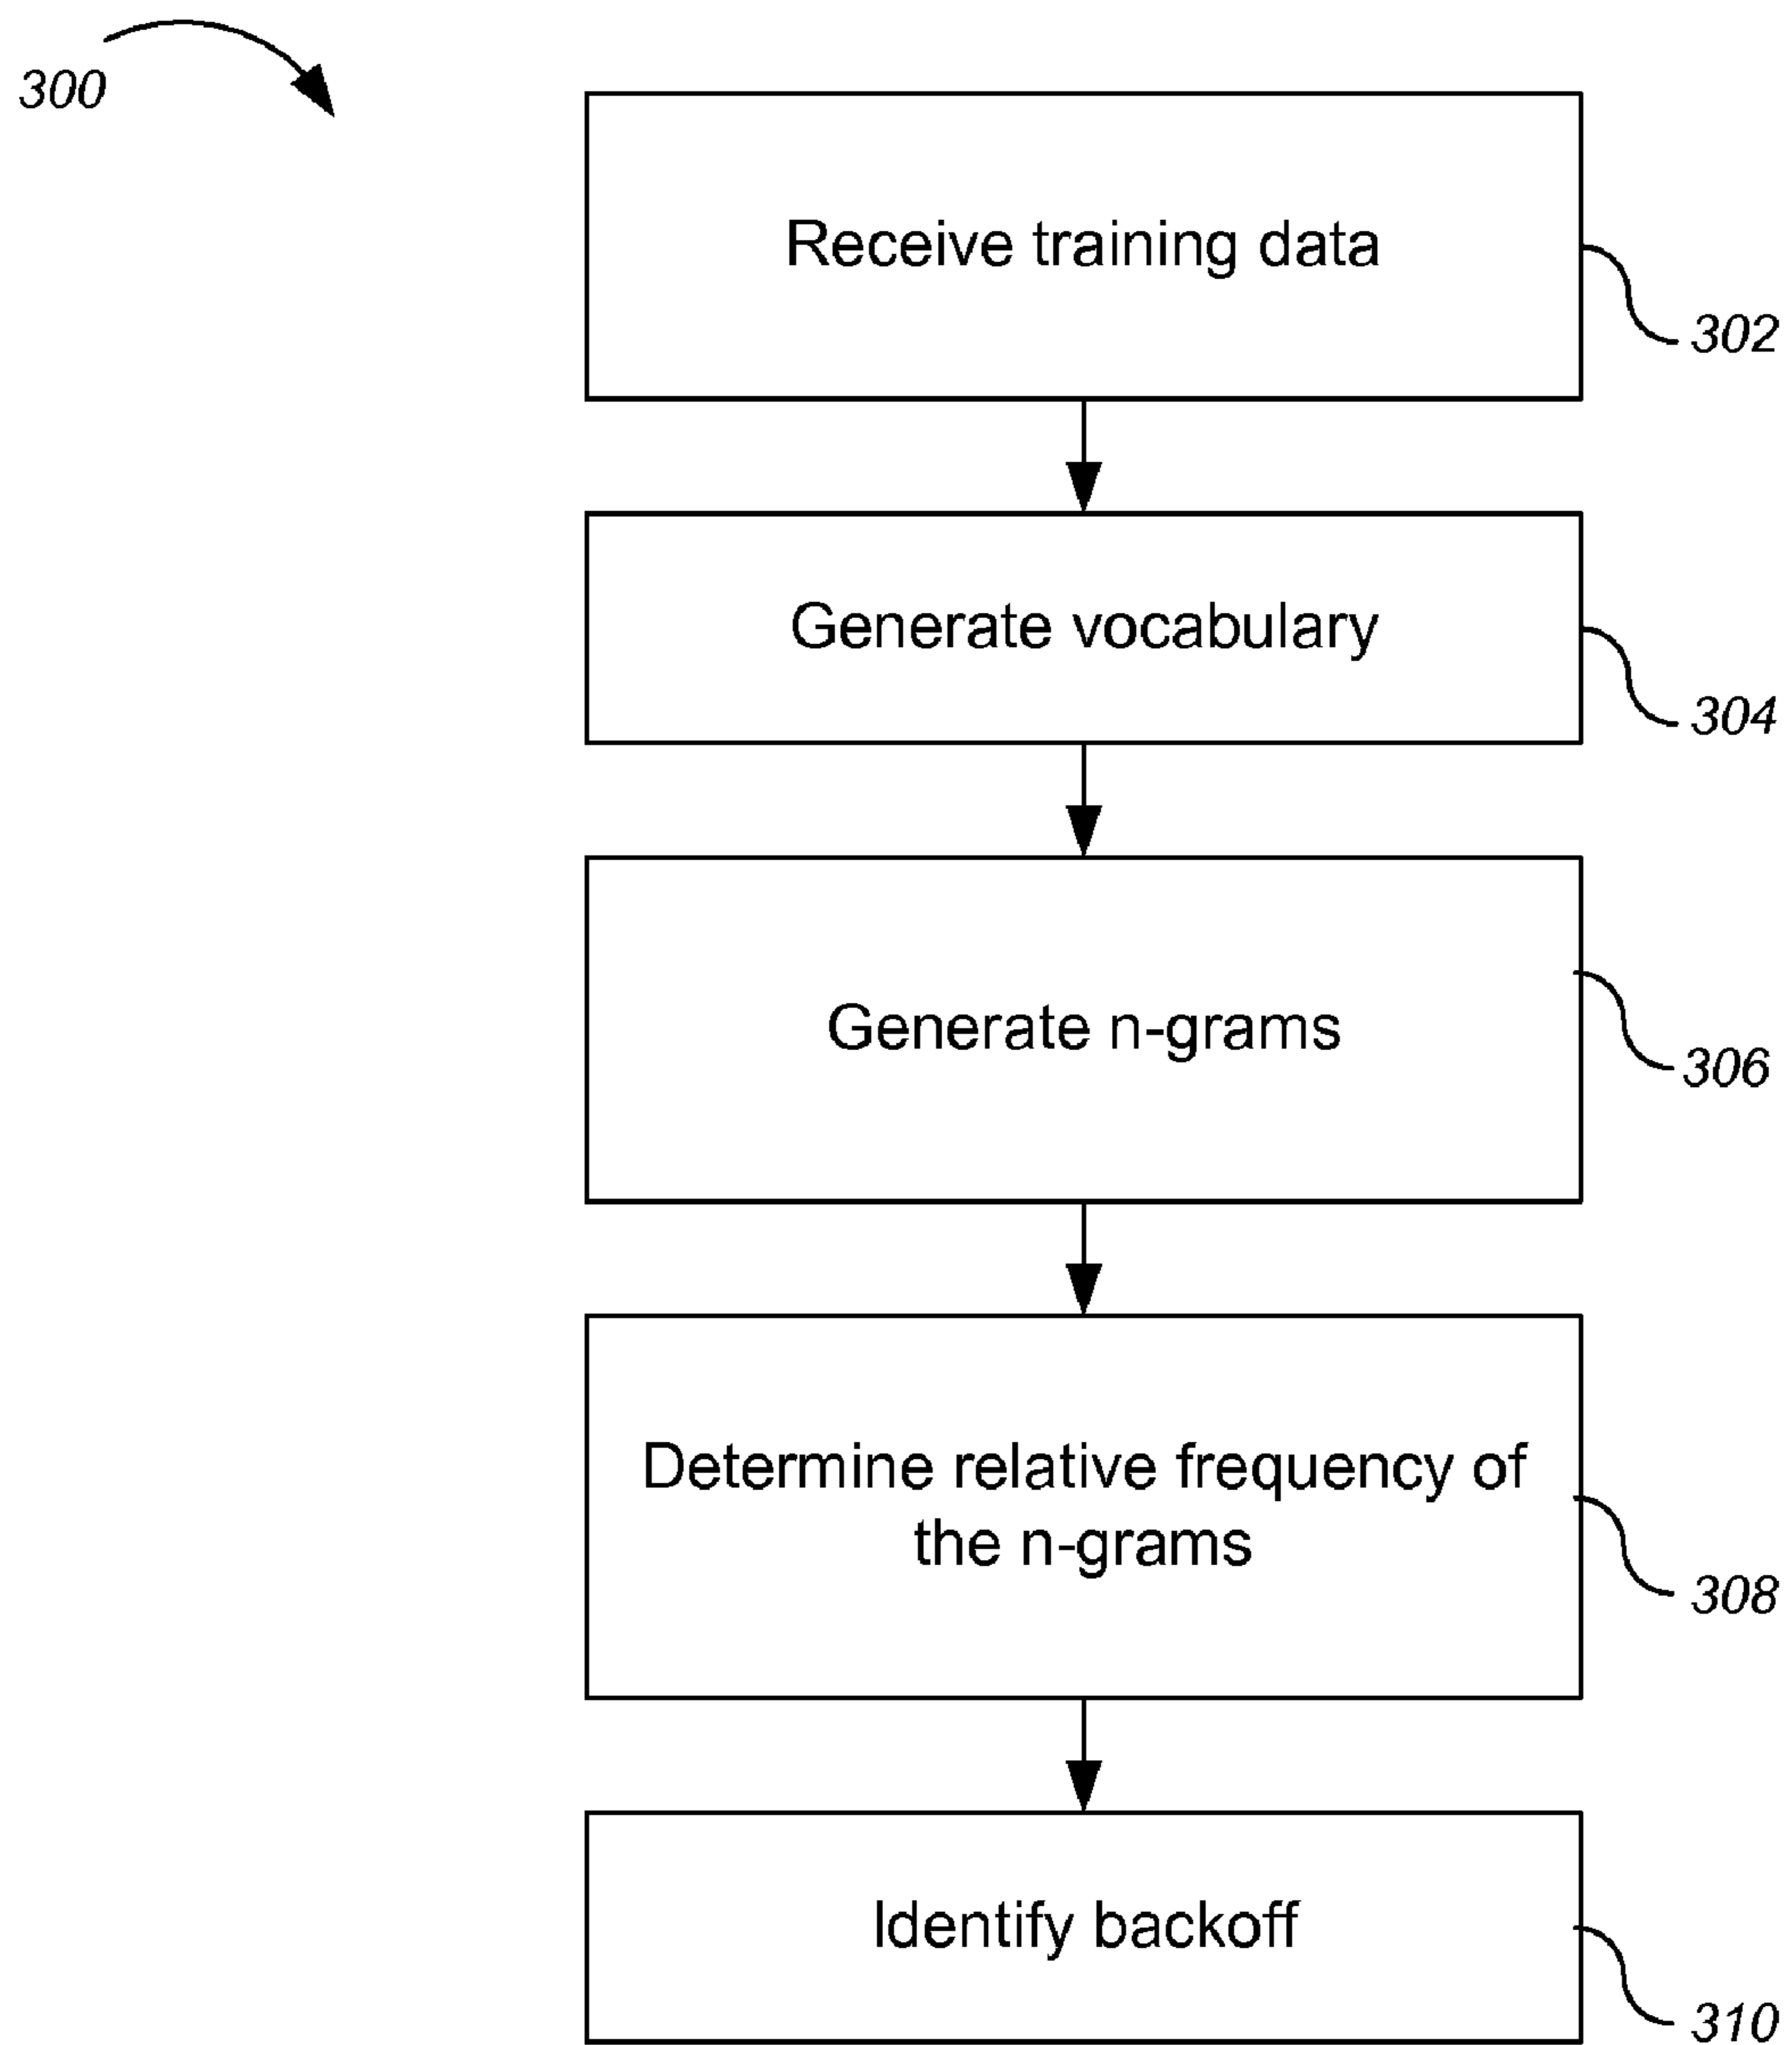 300
Receive training data
302
Generate vocabulary
304
Generate n-grams
306
Determine relative frequency of
the n-grams
308
Identify backoff
310